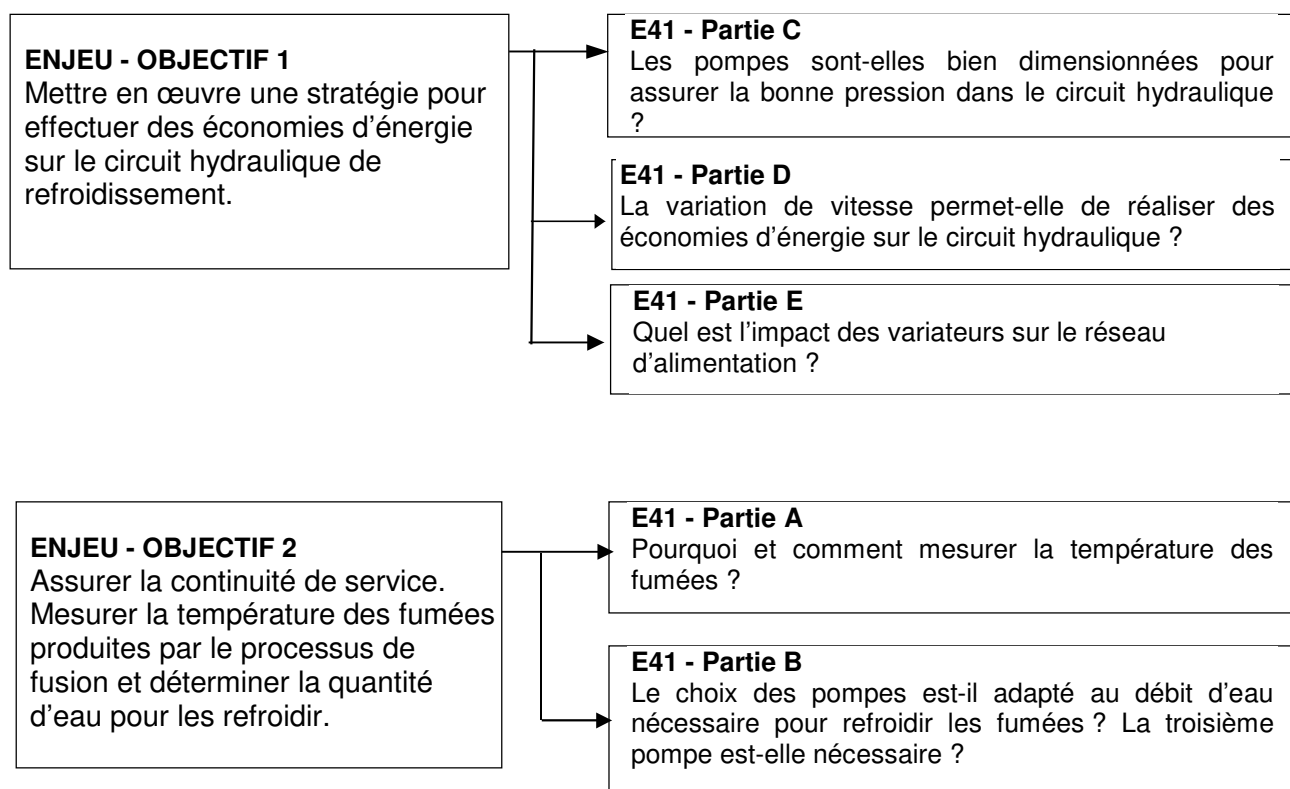 ENJEU - OBJECTIF 1
Mettre en œuvre une stratégie pour
effectuer des économies d'énergie
sur le circuit hydraulique de
refroidissement.
E41 - Partie C
Les pompes sont-elles bien dimensionnées pour
assurer la bonne pression dans le circuit hydraulique
?
E41 - Partie D
La variation de vitesse permet-elle de réaliser des
économies d'énergie sur le circuit hydraulique ?
E41 - Partie E
Quel est l'impact des variateurs sur le réseau
d'alimentation ?
ENJEU - OBJECTIF 2
Assurer la continuité de service.
Mesurer la température des fumées
produites par le processus de
fusion et déterminer la quantité
d'eau pour les refroidir.
E41 - Partie A
Pourquoi et comment mesurer la température des
fumées ?
E41 - Partie B
Le choix des pompes est-il adapté au débit d'eau
nécessaire pour refroidir les fumées ? La troisième
pompe est-elle nécessaire ?